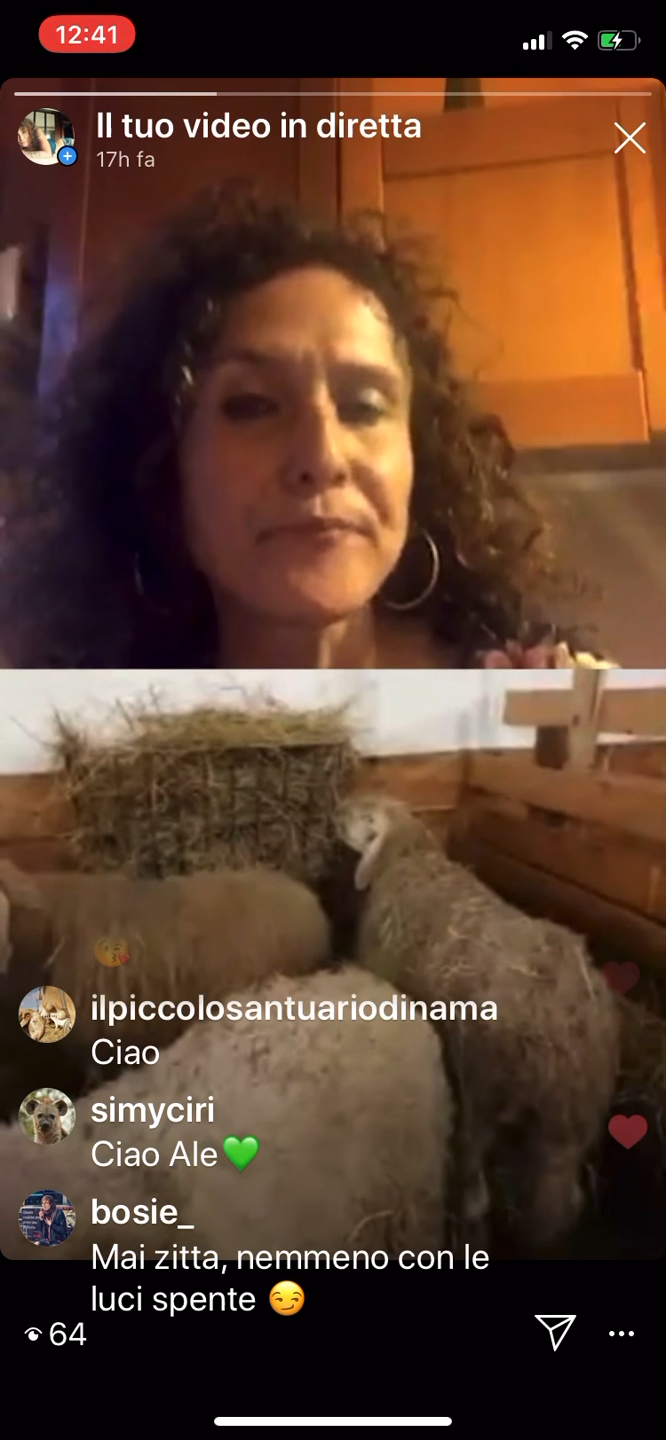 12:41
Il tuo video in diretta
17h fa
ilpiccolosantuariodinama
Ciao
simyciri
Ciao Ale💚
bosie_
Mai zitta, nemmeno con le
luci spente 😏
64